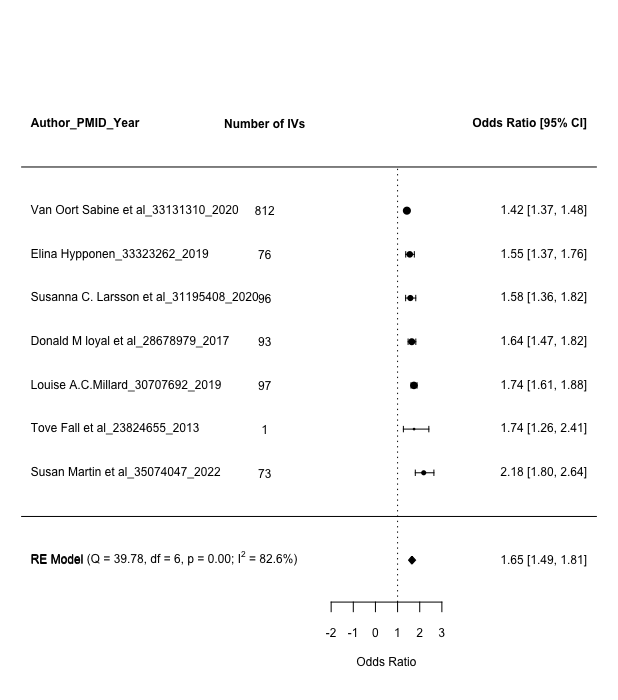 Author_PMID_Year Number of IVs Odds Ratio [95% CI]
Van Oort Sabine et al_33131310_2020 812 1.42 [1.37, 1.48]
Elina Hypponen_33323262_2019 76 1.55 [1.37, 1.76]
Susanna C. Larsson et al_31195408_2020 96 1.58 [1.36, 1.82]
Donald M loyal et al_28678979_2017 93 1.64 [1.47, 1.82]
Louise A.C.Millard_30707692_2019 97 1.74 [1.61, 1.88]
Tove Fall et al_23824655_2013 1 1.74 [1.26, 2.41]
Susan Martin et al_35074047_2022 73 2.18 [1.80, 2.64]
RE Model (Q = 39.78, df = 6, p = 0.00; I² = 82.6%) 1.65 [1.49, 1.81]
-2 -1 0 1 2 3
Odds Ratio